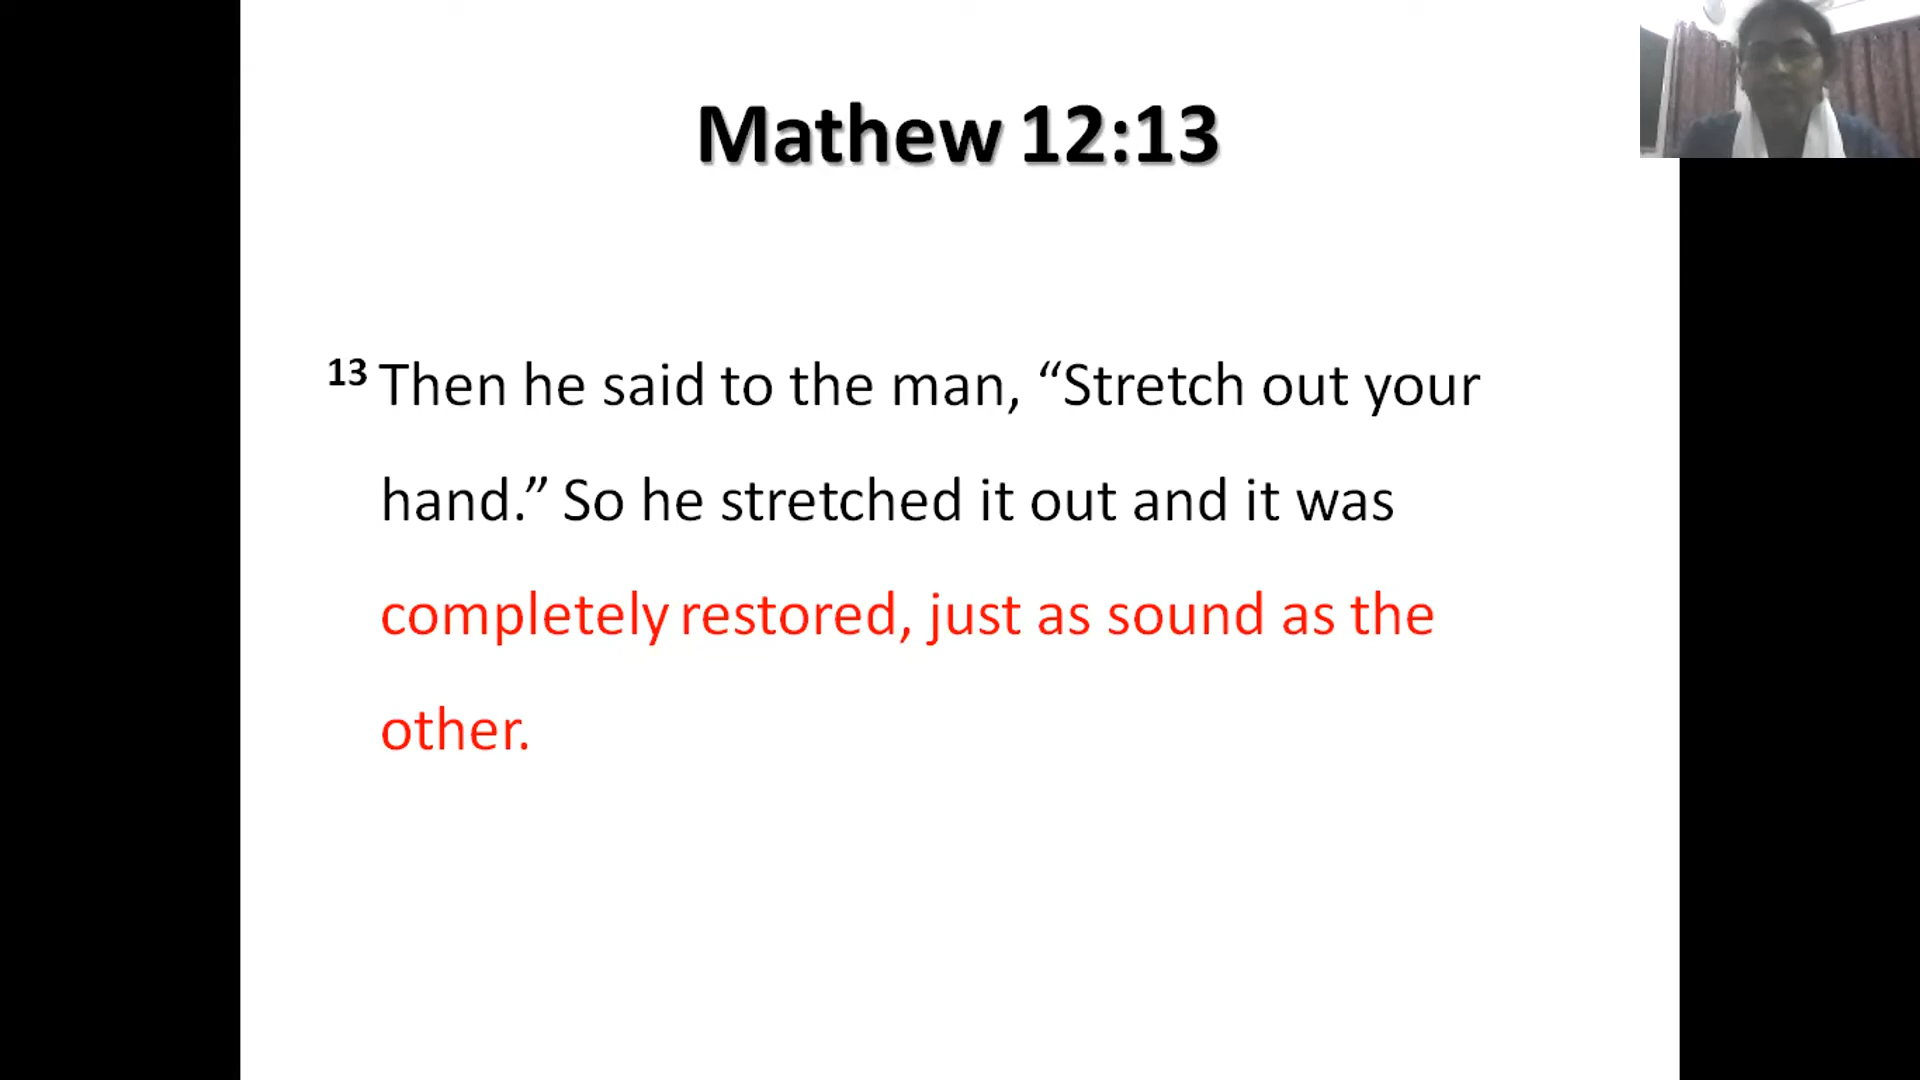 Mathew 12:13
13 Then he said to the man, “Stretch out your
hand.” So he stretched it out and it was
completely restored, just as sound as the
other.